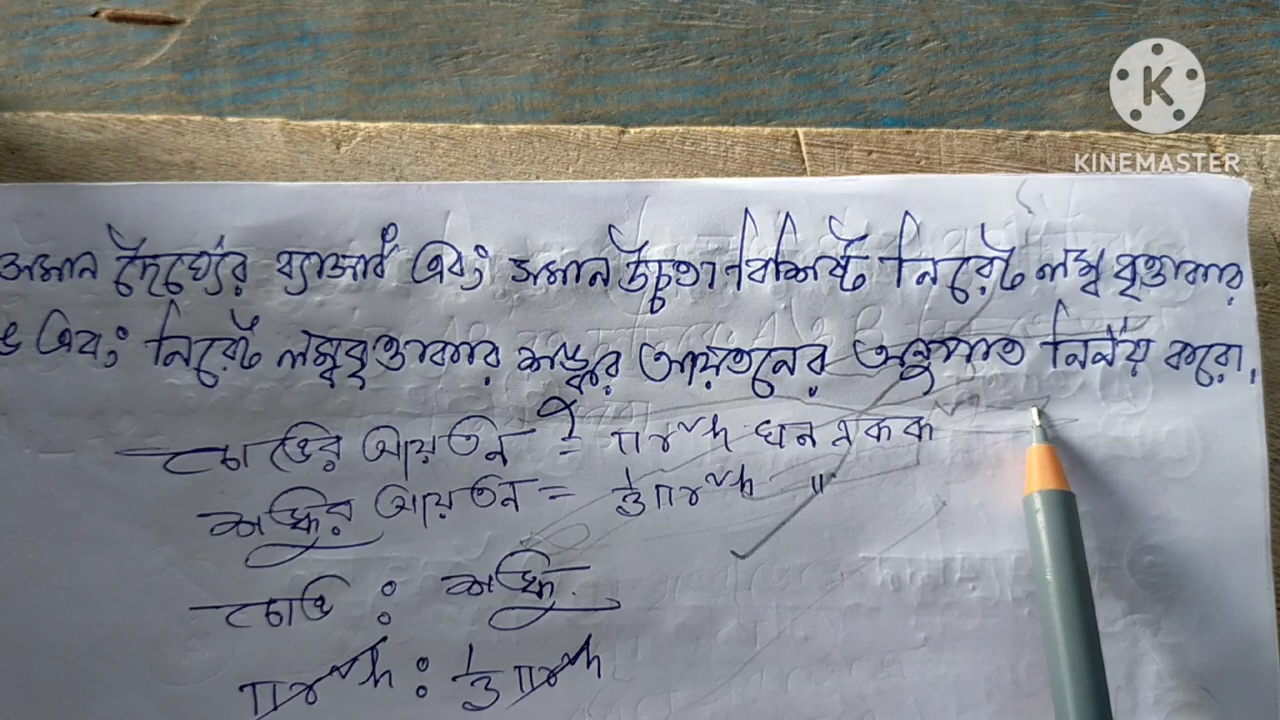 KINEMASTER
সমান দৈর্ঘ্যের ব্যাসার্ধ এবং সমান উচ্চতা বিশিষ্ট নিরেট লম্ব বৃত্তাকার
এবং নিরেট লম্ববৃত্তাকার শঙ্কুর আয়তনের অনুপাত নির্ণয় করো।
চোঙের আয়তন = πr²h ঘন একক
শঙ্কুর আয়তন = ⅓πr²h "
চোঙ : শঙ্কু
πr²h : ⅓πr²h